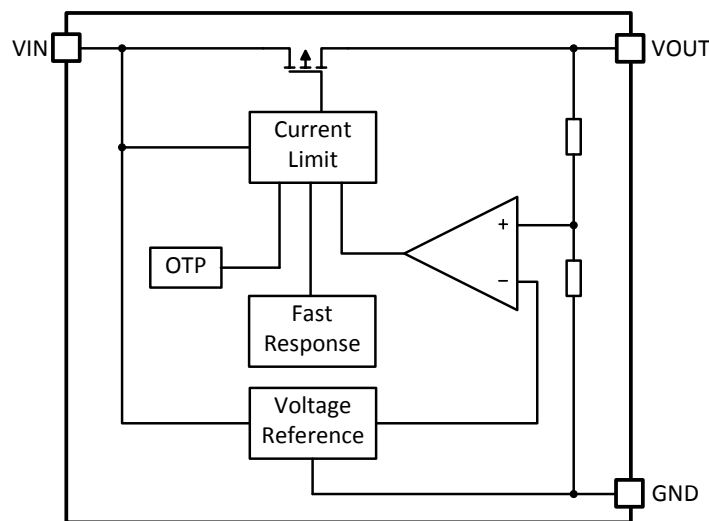 VIN
VOUT
Current
Limit
+
OTP
−
Fast
Response
Voltage
Reference
GND